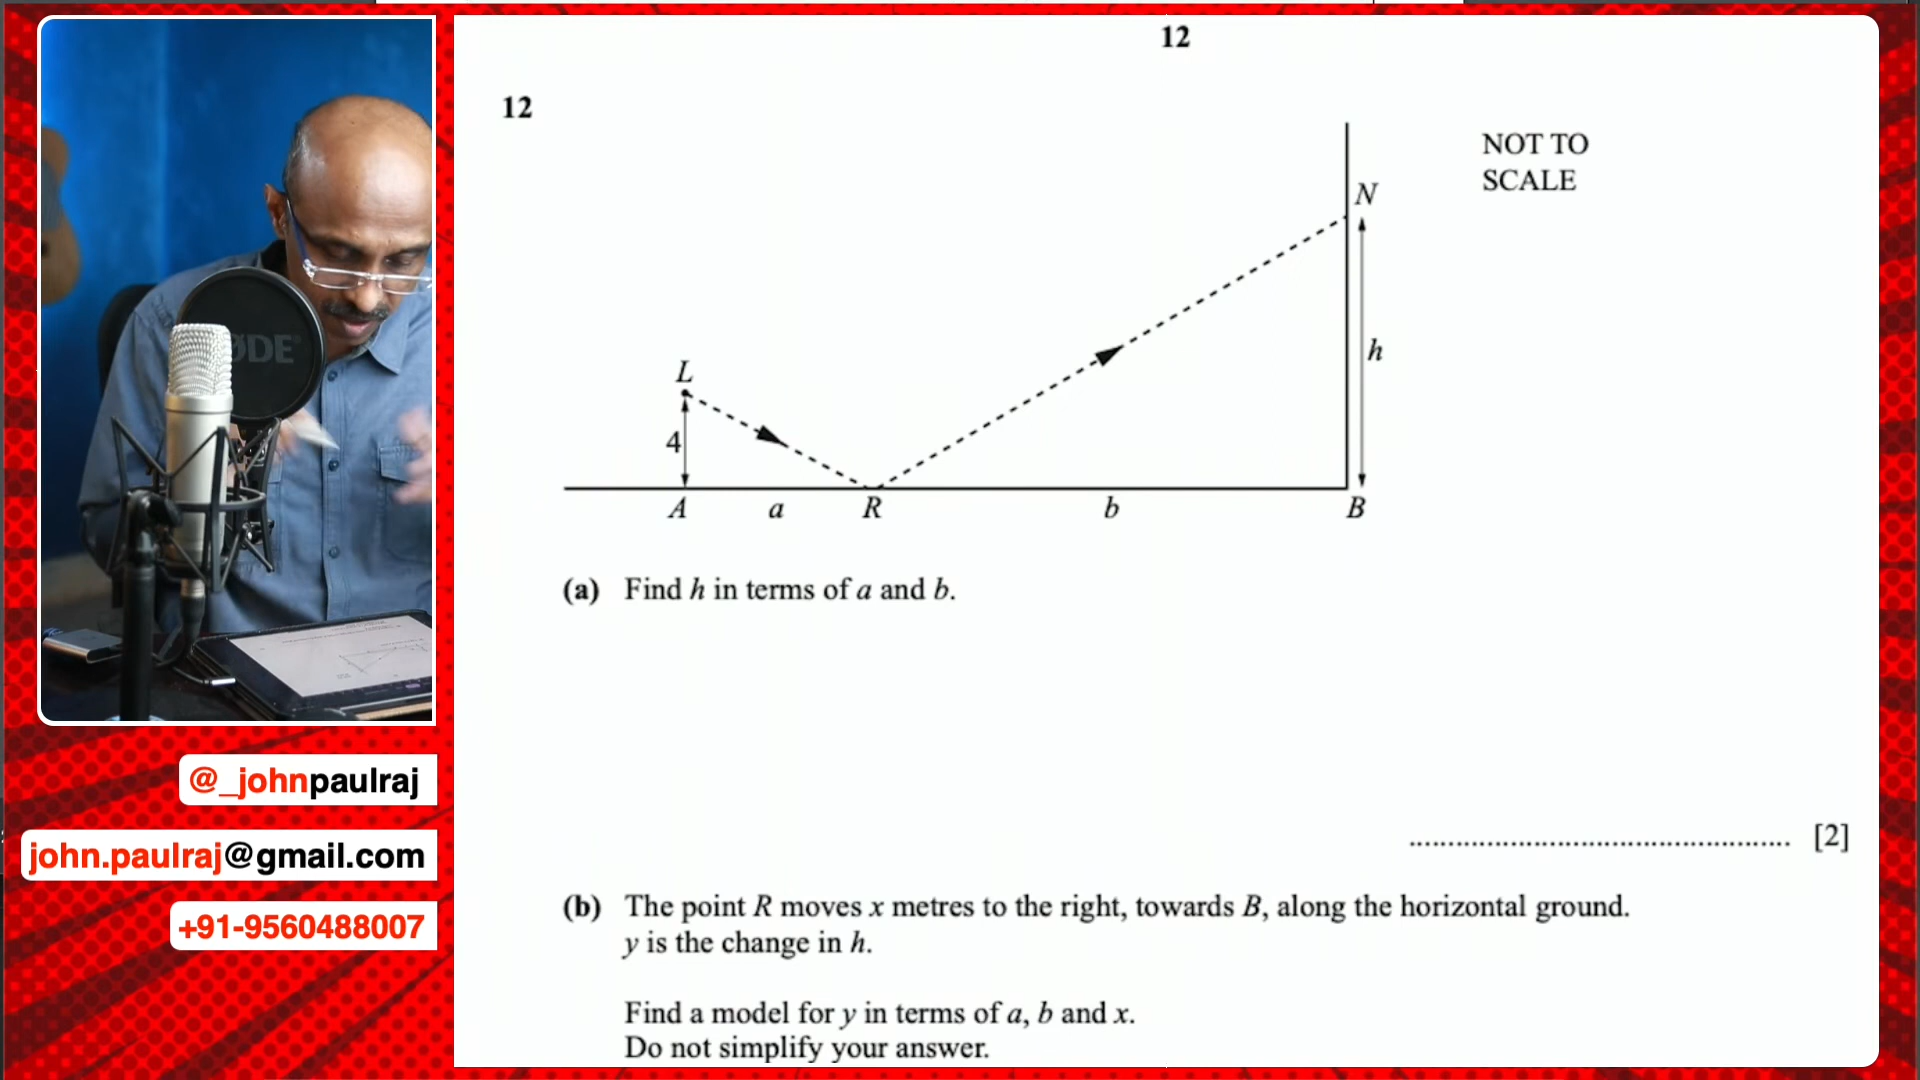 12
12
NOT TO
SCALE
N
h
L
4
A
a
R
b
B
(a) Find h in terms of a and b.
.................................................. [2]
(b) The point R moves x metres to the right, towards B, along the horizontal ground.
y is the change in h.
Find a model for y in terms of a, b and x.
Do not simplify your answer.
RØDE
@_johnpaulraj
john.paulraj@gmail.com
+91-9560488007